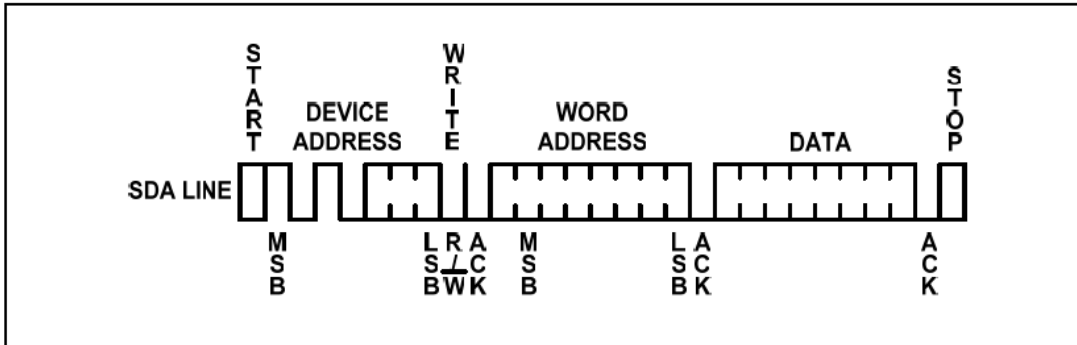 START
WRITE
STOP
DEVICE
ADDRESS
WORD
ADDRESS
DATA
SDA LINE
MSB
LSB
R/W
ACK
MSB
LSB
ACK
ACK